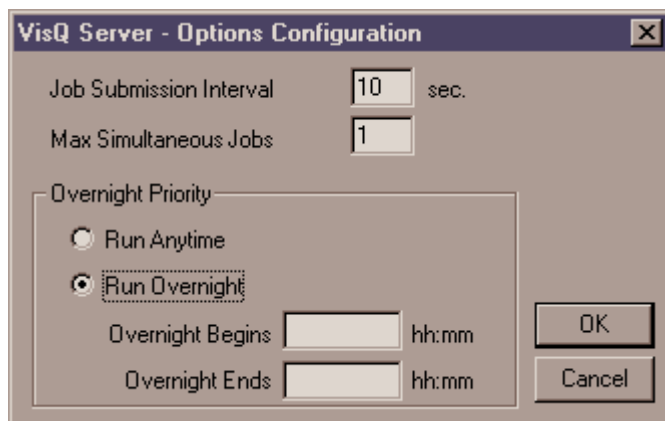 VisQ Server - Options Configuration
Job Submission Interval 10 sec.
Max Simultaneous Jobs 1
Overnight Priority
Run Anytime
Run Overnight
Overnight Begins hh:mm
Overnight Ends hh:mm
OK
Cancel